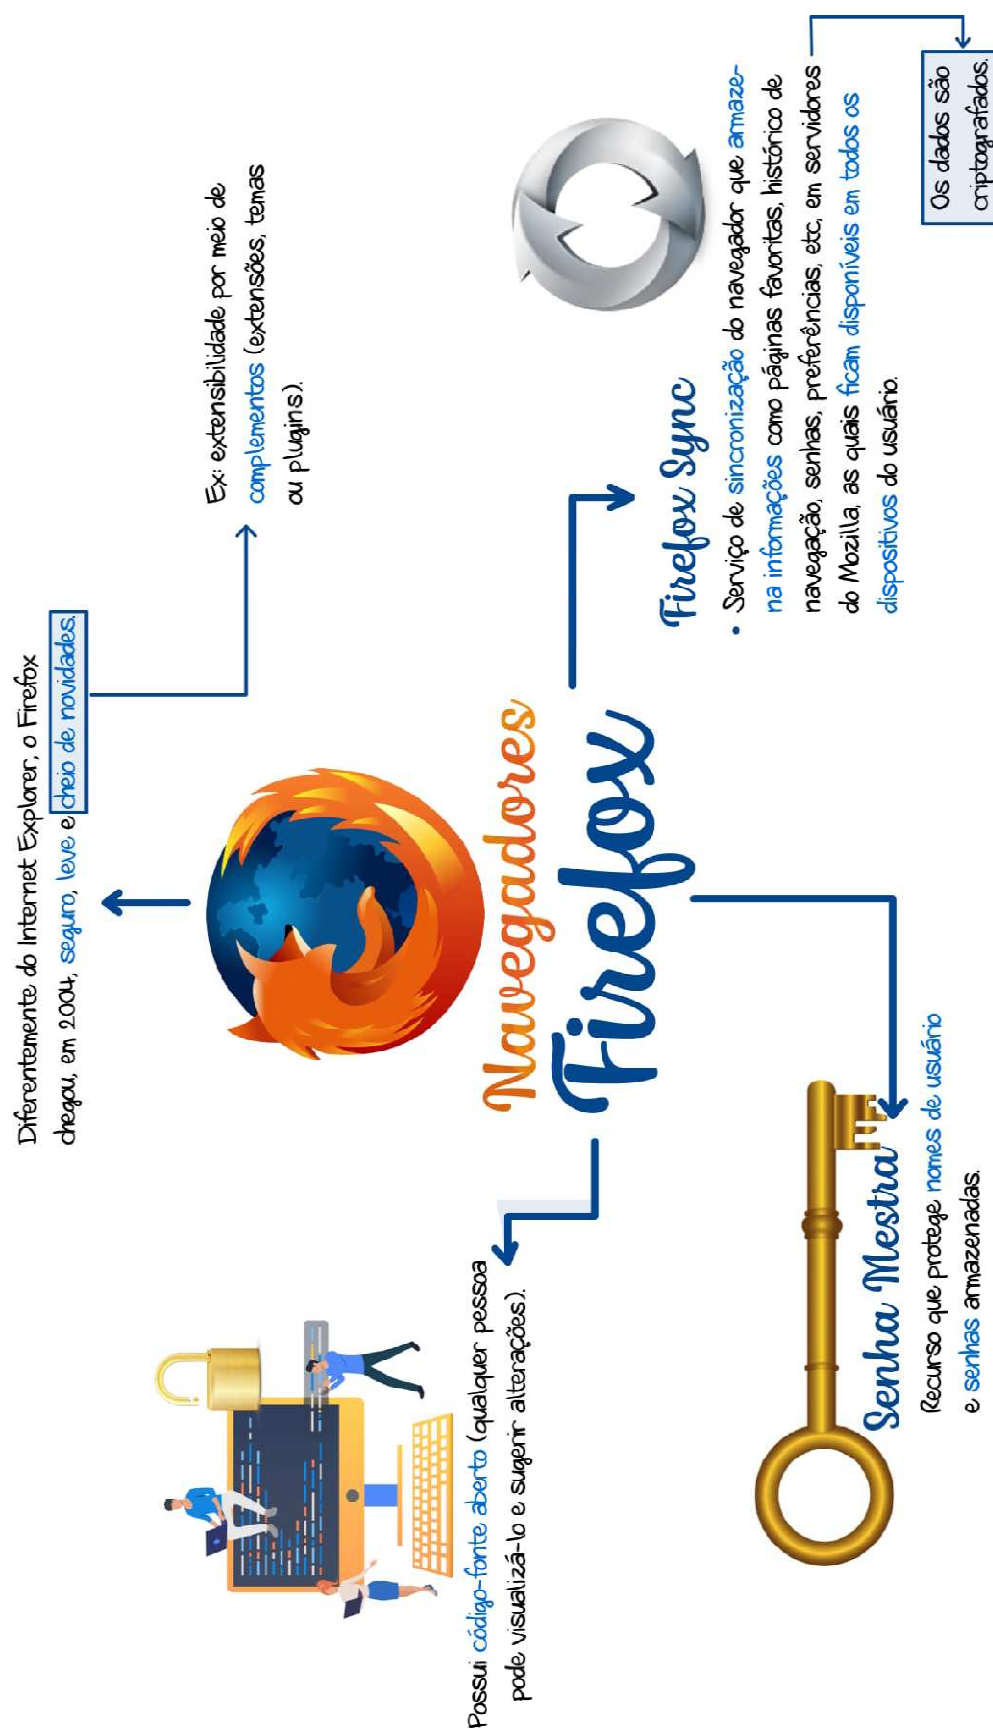 Diferentemente do Internet Explorer, o Firefox
chegou, em 2004, seguro, leve e cheio de novidades.
Ex: extensibilidade por meio de
complementos (extensões, temas
ou plugins).
Possui código-fonte aberto (qualquer pessoa
pode visualizá-lo e sugerir alterações).
Navegadores
Firefox
Firefox Sync
• Serviço de sincronização do navegador que armaze-
na informações como páginas favoritas, histórico de
navegação, senhas, preferências, etc, em servidores
do Mozilla, as quais ficam disponíveis em todos os
dispositivos do usuário.
Os dados são
criptografados.
Senha Mestra
Recurso que protege nomes de usuário
e senhas armazenadas.